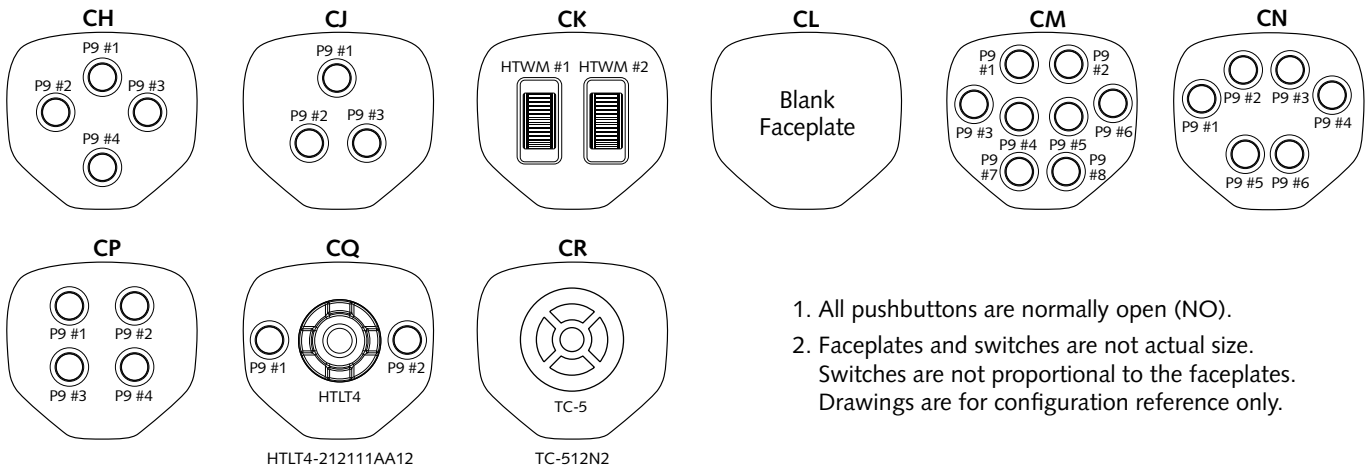 CH
P9 #1
P9 #2
P9 #3
P9 #4
CJ
P9 #1
P9 #2
P9 #3
CK
HTWM #1
HTWM #2
CL
Blank
Faceplate
CM
P9
#1
P9
#2
P9 #3
P9 #4
P9 #5
P9 #6
P9
#7
P9
#8
CN
P9 #1
P9 #2
P9 #3
P9 #4
P9 #5
P9 #6
CP
P9 #1
P9 #2
P9 #3
P9 #4
CQ
P9 #1
P9 #2
HTLT4
HTLT4-212111AA12
CR
TC-5
TC-512N2
1. All pushbuttons are normally open (NO).
2. Faceplates and switches are not actual size.
Switches are not proportional to the faceplates.
Drawings are for configuration reference only.